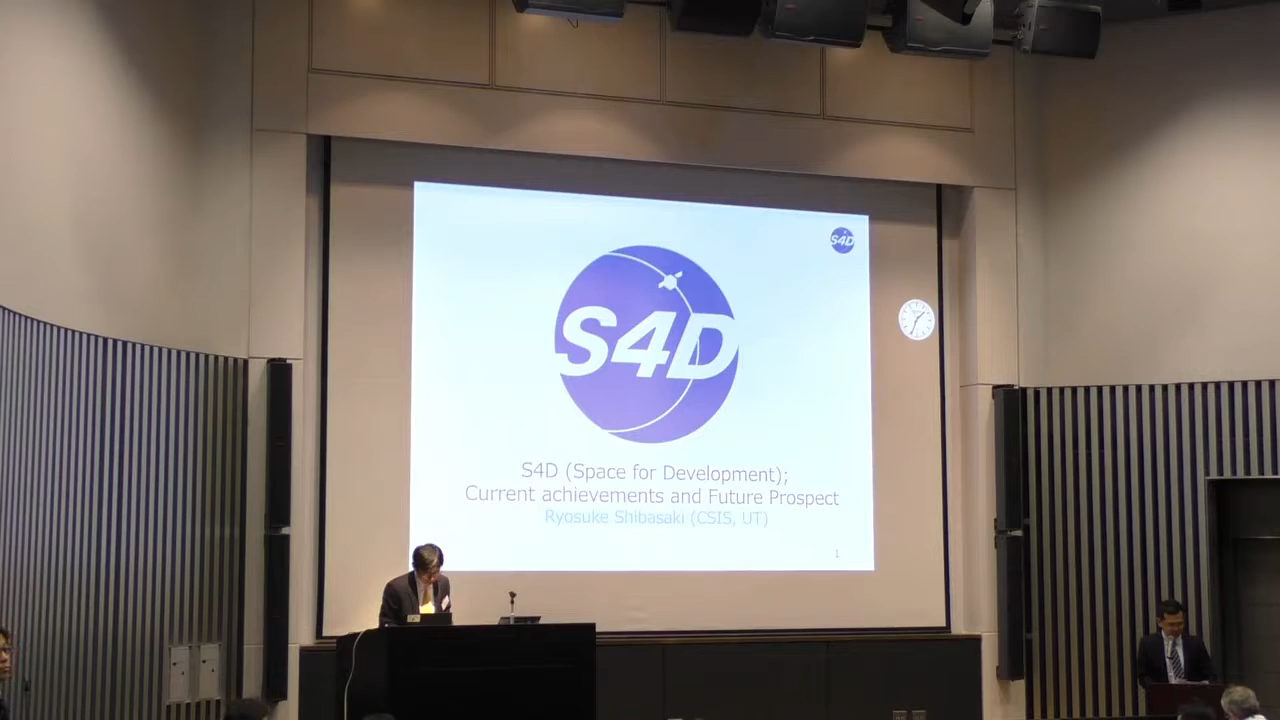 S4D
S4D
S4D (Space for Development);
Current achievements and Future Prospect
Ryosuke Shibasaki (CSIS, UT)
1